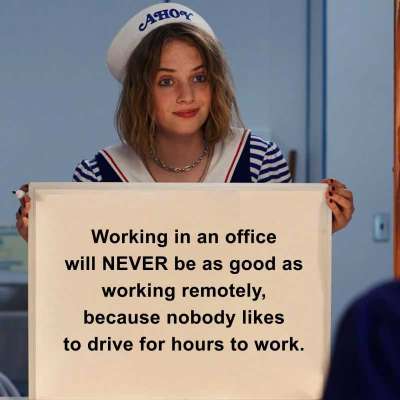 AHOY
Working in an office
will NEVER be as good as
working remotely,
because nobody likes
to drive for hours to work.